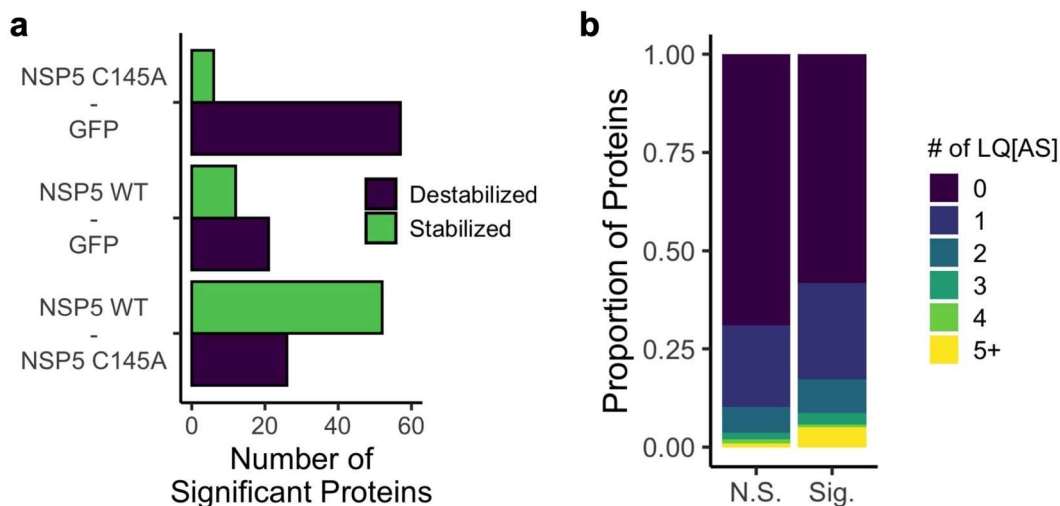 a
NSP5 C145A
-
GFP
NSP5 WT
-
GFP
NSP5 WT
-
NSP5 C145A
Destabilized
Stabilized
0 20 40 60
Number of
Significant Proteins
b
Proportion of Proteins
1.00
0.75
0.50
0.25
0.00
N.S. Sig.
# of LQ[AS]
0
1
2
3
4
5+